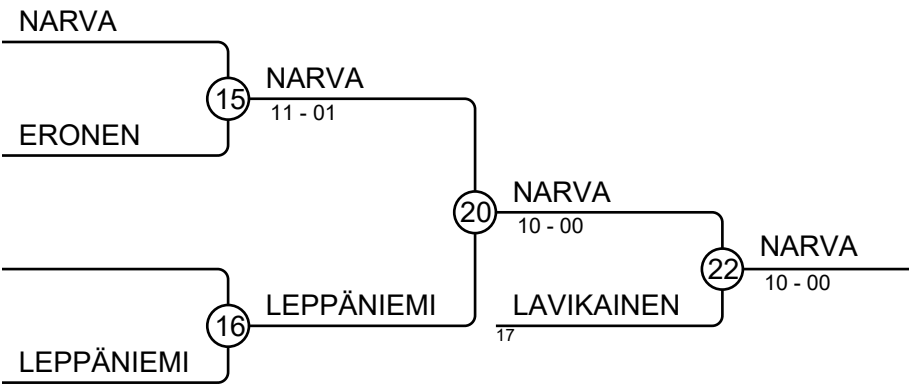 NARVA
15
NARVA
11 - 01
ERONEN
20
NARVA
10 - 00
22
NARVA
10 - 00
16
LEPPÄNIEMI
LAVIKAINEN
17
LEPPÄNIEMI